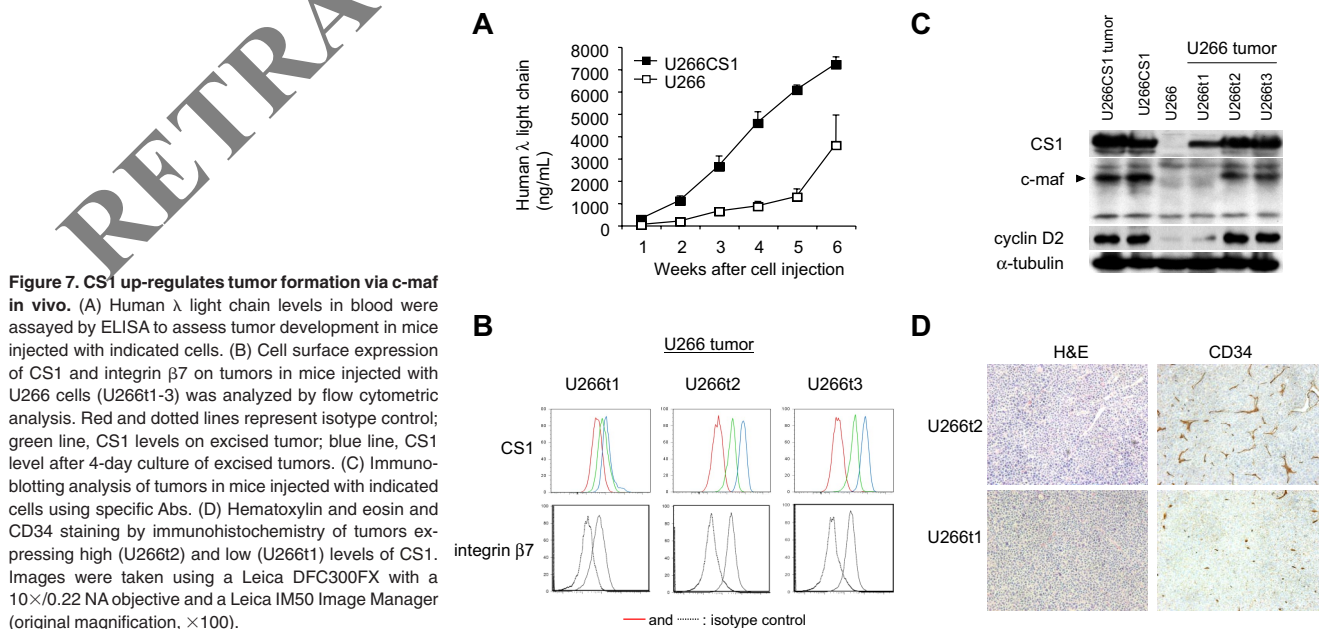 RETRA
Figure 7. CS1 up-regulates tumor formation via c-maf
in vivo. (A) Human λ light chain levels in blood were
assayed by ELISA to assess tumor development in mice
injected with indicated cells. (B) Cell surface expression
of CS1 and integrin β7 on tumors in mice injected with
U266 cells (U266t1-3) was analyzed by flow cytometric
analysis. Red and dotted lines represent isotype control;
green line, CS1 levels on excised tumor; blue line, CS1
level after 4-day culture of excised tumors. (C) Immuno-
blotting analysis of tumors in mice injected with indicated
cells using specific Abs. (D) Hematoxylin and eosin and
CD34 staining by immunohistochemistry of tumors ex-
pressing high (U266t2) and low (U266t1) levels of CS1.
Images were taken using a Leica DFC300FX with a
10×/0.22 NA objective and a Leica IM50 Image Manager
(original magnification, ×100).
A
Human λ light chain
(ng/mL)
8000
7000
6000
5000
4000
3000
2000
1000
0
U266CS1
U266
1 2 3 4 5 6
Weeks after cell injection
B
U266 tumor
U266t1 U266t2 U266t3
CS1
integrin β7
and : isotype control
C
U266CS1 tumor
U266CS1
U266
U266 tumor
U266t1
U266t2
U266t3
CS1
c-maf
cyclin D2
α-tubulin
D
H&E CD34
U266t2
U266t1